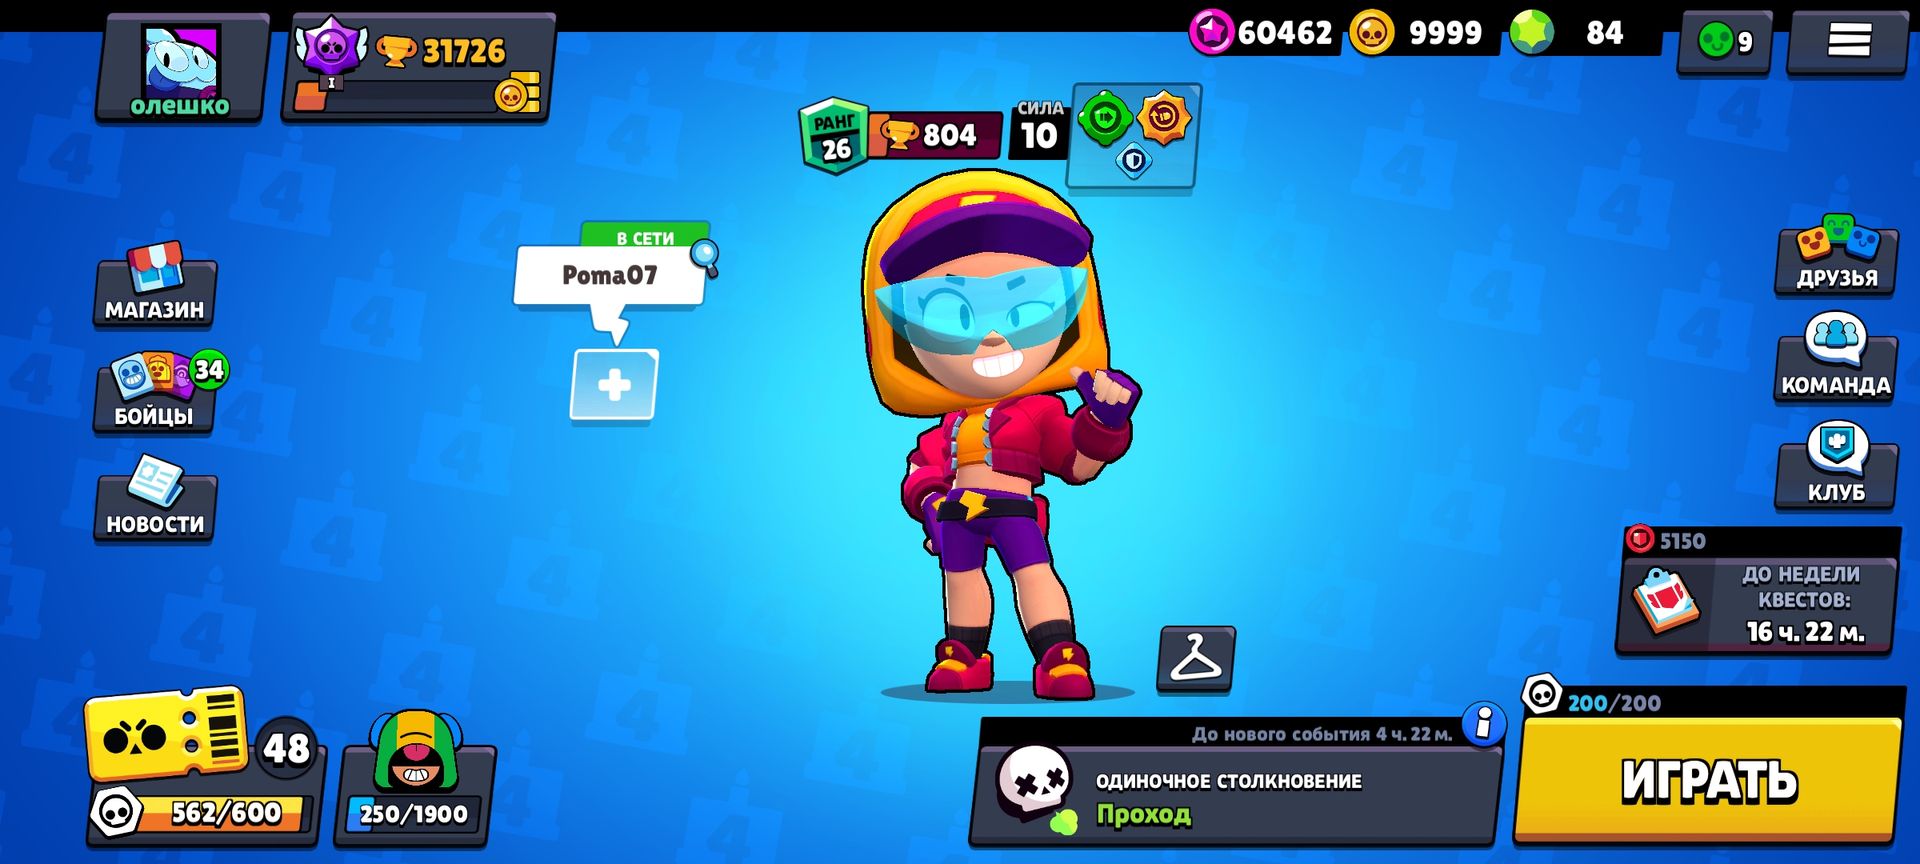 олешко
I
31726
60462
9999
84
9
РАНГ
26
804
СИЛА
10
В СЕТИ
Poma07
МАГАЗИН
34
БОЙЦЫ
НОВОСТИ
ДРУЗЬЯ
КОМАНДА
КЛУБ
5150
ДО НЕДЕЛИ
КВЕСТОВ:
16 ч. 22 м.
48
562/600
250/1900
До нового события 4 ч. 22 м.
i
ОДИНОЧНОЕ СТОЛКНОВЕНИЕ
Проход
200/200
ИГРАТЬ